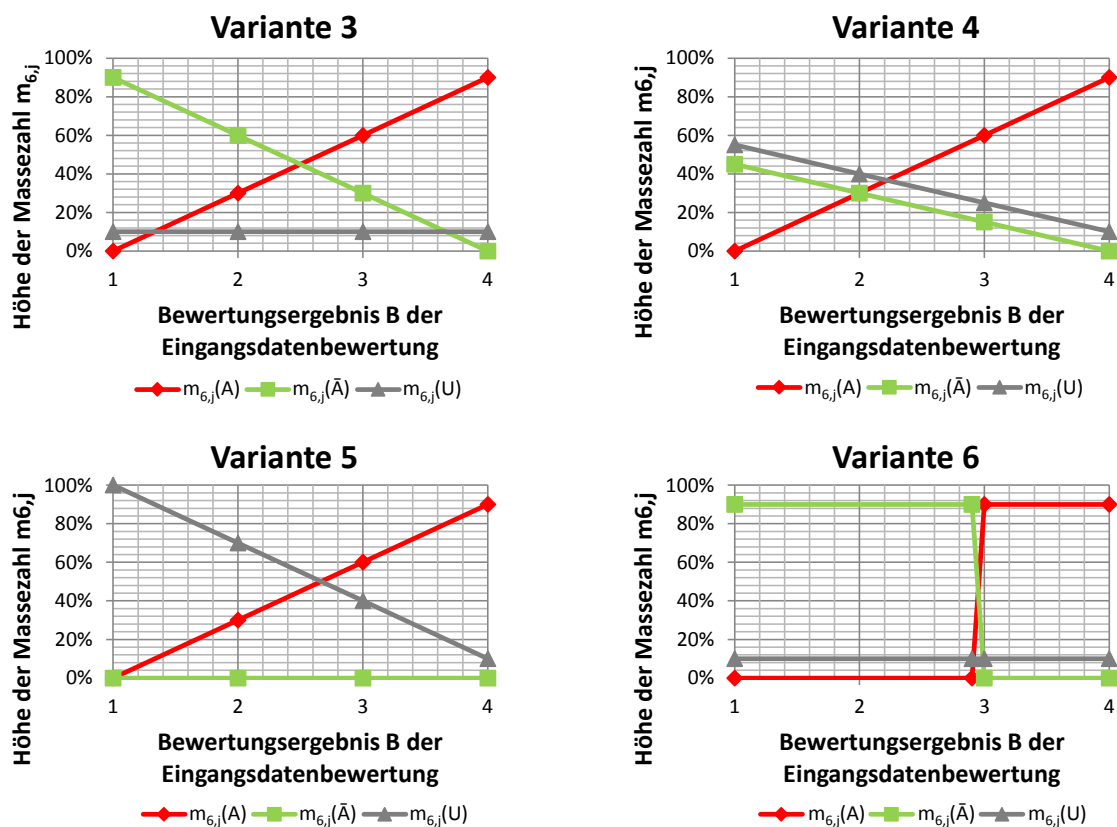 Variante 3
Höhe der Massezahl m6,j
100%
80%
60%
40%
20%
0%
1 2 3 4
Bewertungsergebnis B der
Eingangsdatenbewertung
m6,j(A) m6,j(Ā) m6,j(U)
Variante 4
Höhe der Massezahl m6,j
100%
80%
60%
40%
20%
0%
1 2 3 4
Bewertungsergebnis B der
Eingangsdatenbewertung
m6,j(A) m6,j(Ā) m6,j(U)
Variante 5
Höhe der Massezahl m6,j
100%
80%
60%
40%
20%
0%
1 2 3 4
Bewertungsergebnis B der
Eingangsdatenbewertung
m6,j(A) m6,j(Ā) m6,j(U)
Variante 6
Höhe der Massezahl m6,j
100%
80%
60%
40%
20%
0%
1 2 3 4
Bewertungsergebnis B der
Eingangsdatenbewertung
m6,j(A) m6,j(Ā) m6,j(U)